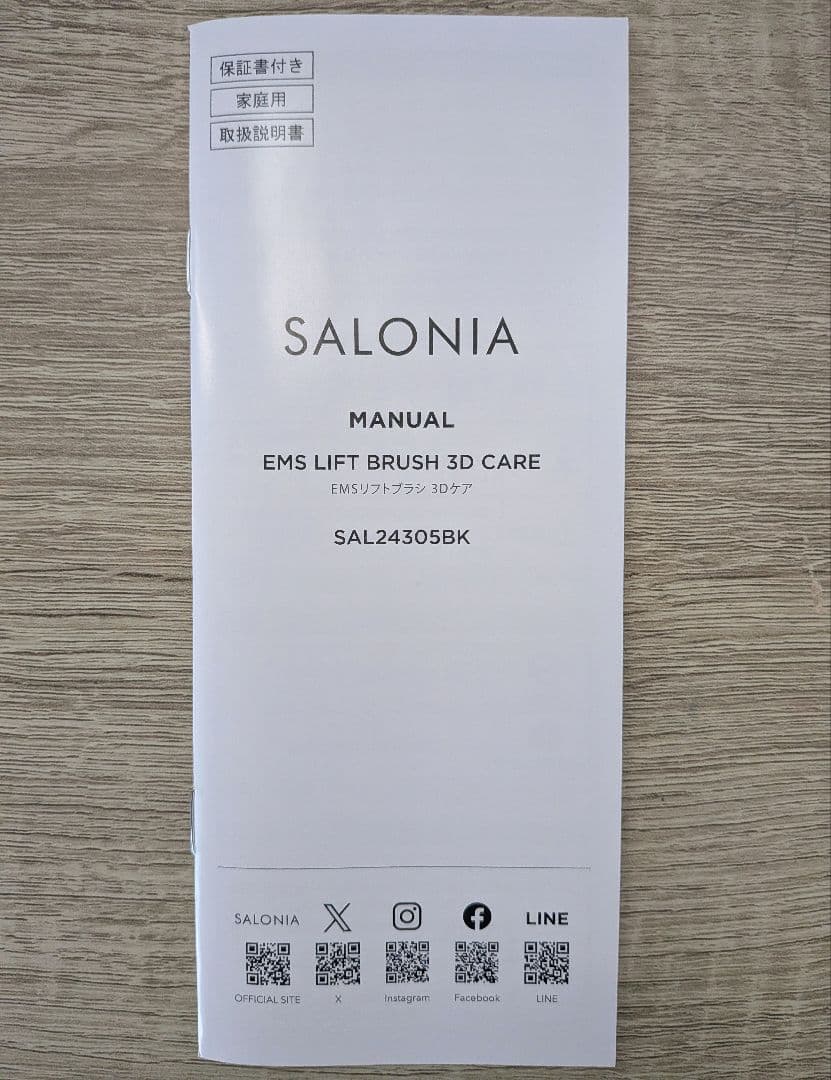 保証書付き
家庭用
取扱説明書
SALONIA
MANUAL
EMS LIFT BRUSH 3D CARE
EMSリフトブラシ 3Dケア
SAL24305BK
SALONIA X LINE
OFFICIAL SITE X Instagram Facebook LINE